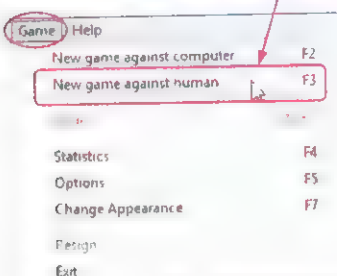 Game Help
New game against computer F2
New game against human F3
Statistics F4
Options F5
Change Appearance F7
Resign
Exit